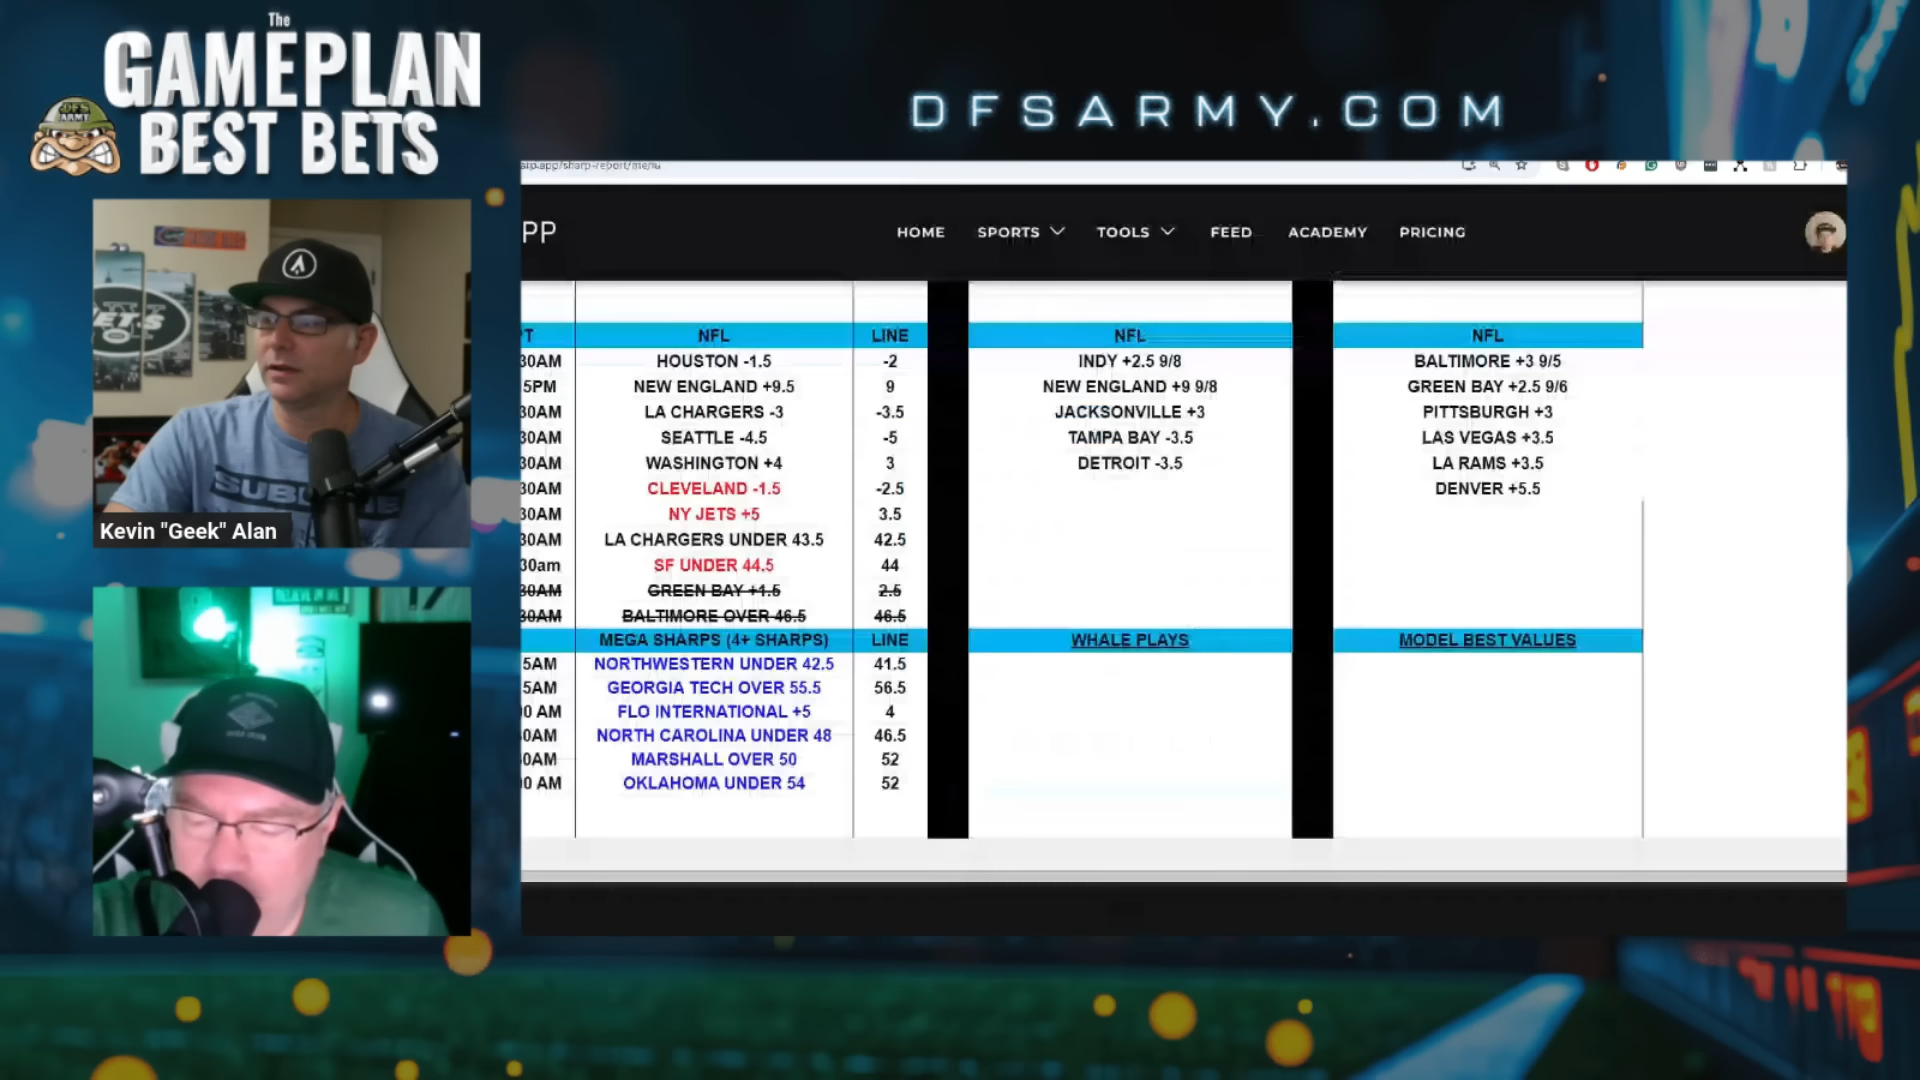 The
GAMEPLAN
BEST BETS
DFS
ARMY
DFSARMY.COM
app/sharp-report/menu
PP
HOME SPORTS TOOLS FEED ACADEMY PRICING
PT NFL LINE NFL NFL
30AM HOUSTON -1.5 -2 INDY +2.5 9/8 BALTIMORE +3 9/5
5PM NEW ENGLAND +9.5 9 NEW ENGLAND +9 9/8 GREEN BAY +2.5 9/6
30AM LA CHARGERS -3 -3.5 JACKSONVILLE +3 PITTSBURGH +3
30AM SEATTLE -4.5 -5 TAMPA BAY -3.5 LAS VEGAS +3.5
30AM WASHINGTON +4 3 DETROIT -3.5 LA RAMS +3.5
30AM CLEVELAND -1.5 -2.5 DENVER +5.5
30AM NY JETS +5 3.5
30AM LA CHARGERS UNDER 43.5 42.5
30am SF UNDER 44.5 44
30AM GREEN BAY +1.5 2.5
30AM BALTIMORE OVER 46.5 46.5
MEGA SHARPS (4+ SHARPS) LINE WHALE PLAYS MODEL BEST VALUES
5AM NORTHWESTERN UNDER 42.5 41.5
5AM GEORGIA TECH OVER 55.5 56.5
0 AM FLO INTERNATIONAL +5 4
0AM NORTH CAROLINA UNDER 48 46.5
0AM MARSHALL OVER 50 52
0 AM OKLAHOMA UNDER 54 52
JETS
Kevin "Geek" Alan